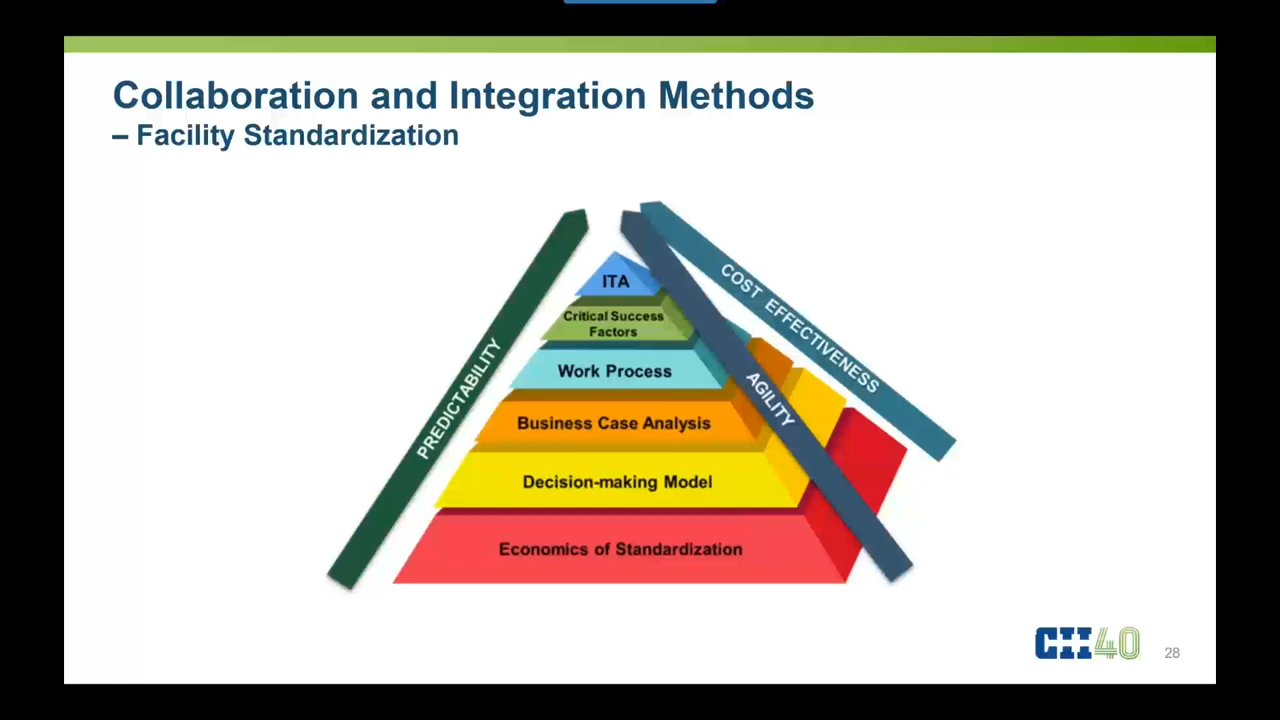 Collaboration and Integration Methods
– Facility Standardization
ITA
Critical Success
Factors
Work Process
Business Case Analysis
Decision-making Model
Economics of Standardization
PREDICTABILITY
AGILITY
COST EFFECTIVENESS
CII40
28